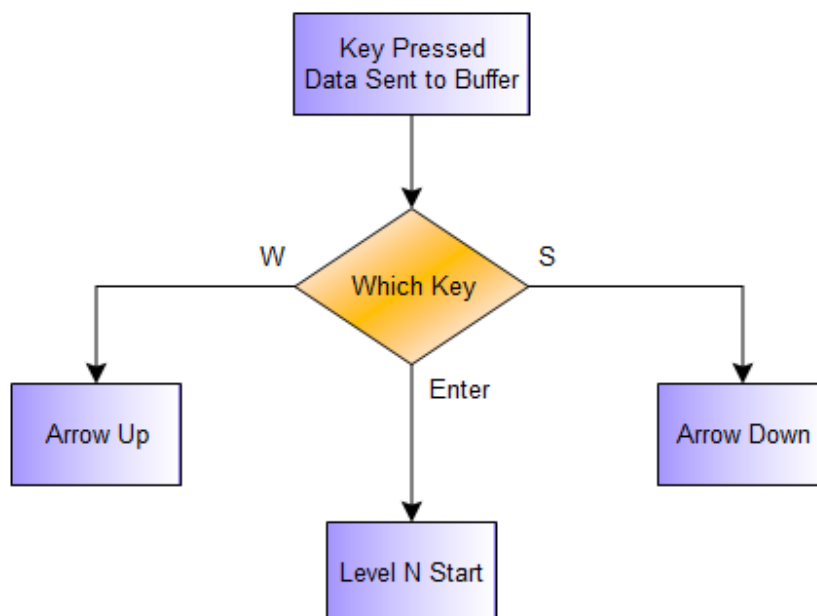 Key Pressed
Data Sent to Buffer
W
S
Which Key
Enter
Arrow Up
Arrow Down
Level N Start